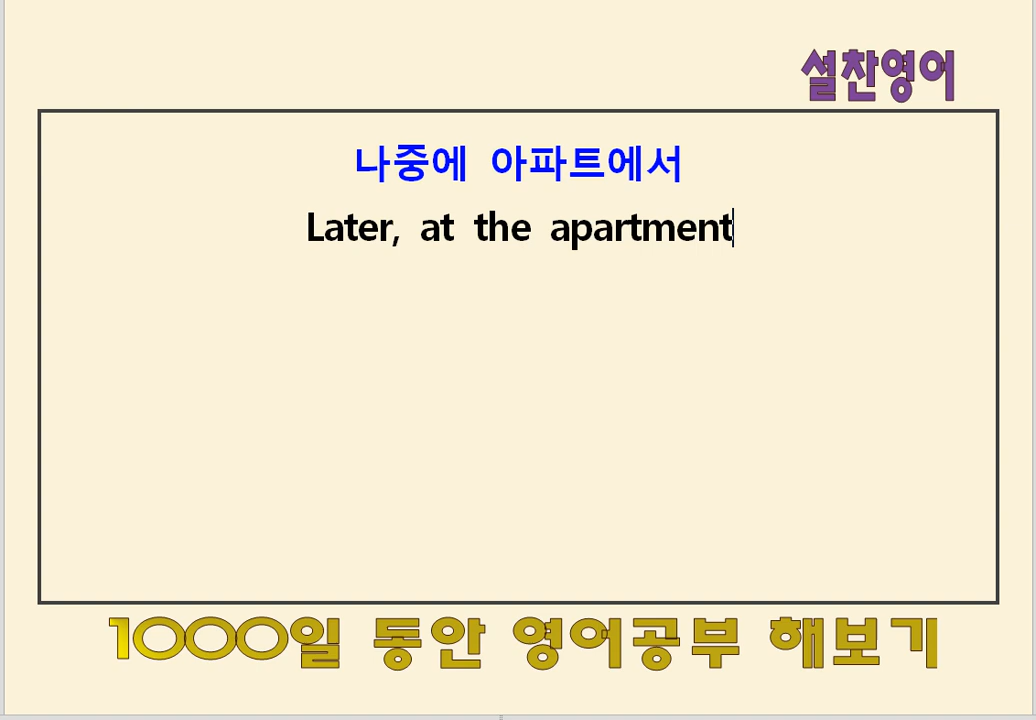 설찬영어
나중에 아파트에서
Later, at the apartment
1000일 동안 영어공부 해보기